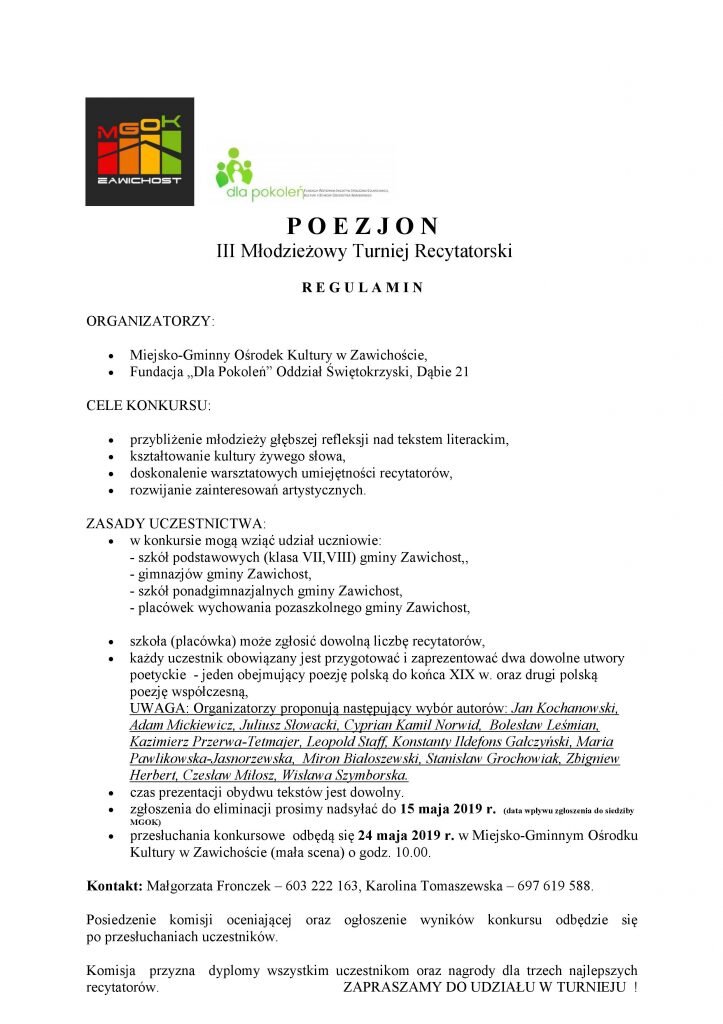 MGOK
ZAWICHOST
dla pokoleń
POEZJON
III Młodzieżowy Turniej Recytatorski
REGULAMIN
ORGANIZATORZY:
• Miejsko-Gminny Ośrodek Kultury w Zawichoście,
• Fundacja „Dla Pokoleń” Oddział Świętokrzyski, Dąbie 21
CELE KONKURSU:
• przybliżenie młodzieży głębszej refleksji nad tekstem literackim,
• kształtowanie kultury żywego słowa,
• doskonalenie warsztatowych umiejętności recytatorów,
• rozwijanie zainteresowań artystycznych.
ZASADY UCZESTNICTWA:
• w konkursie mogą wziąć udział uczniowie:
- szkół podstawowych (klasa VII,VIII) gminy Zawichost,,
- gimnazjów gminy Zawichost,
- szkół ponadgimnazjalnych gminy Zawichost,
- placówek wychowania pozaszkolnego gminy Zawichost,
• szkoła (placówka) może zgłosić dowolną liczbę recytatorów,
• każdy uczestnik obowiązany jest przygotować i zaprezentować dwa dowolne utwory
poetyckie - jeden obejmujący poezję polską do końca XIX w. oraz drugi polską
poezję współczesną,
UWAGA: Organizatorzy proponują następujący wybór autorów: Jan Kochanowski,
Adam Mickiewicz, Juliusz Słowacki, Cyprian Kamil Norwid, Bolesław Leśmian,
Kazimierz Przerwa-Tetmajer, Leopold Staff, Konstanty Ildefons Gałczyński, Maria
Pawlikowska-Jasnorzewska, Miron Białoszewski, Stanisław Grochowiak, Zbigniew
Herbert, Czesław Miłosz, Wisława Szymborska.
• czas prezentacji obydwu tekstów jest dowolny.
• zgłoszenia do eliminacji prosimy nadsyłać do 15 maja 2019 r. (data wpływu zgłoszenia do siedziby
MGOK)
• przesłuchania konkursowe odbędą się 24 maja 2019 r. w Miejsko-Gminnym Ośrodku
Kultury w Zawichoście (mała scena) o godz. 10.00.
Kontakt: Małgorzata Fronczek – 603 222 163, Karolina Tomaszewska – 697 619 588.
Posiedzenie komisji oceniającej oraz ogłoszenie wyników konkursu odbędzie się
po przesłuchaniach uczestników.
Komisja przyzna dyplomy wszystkim uczestnikom oraz nagrody dla trzech najlepszych
recytatorów. ZAPRASZAMY DO UDZIAŁU W TURNIEJU !